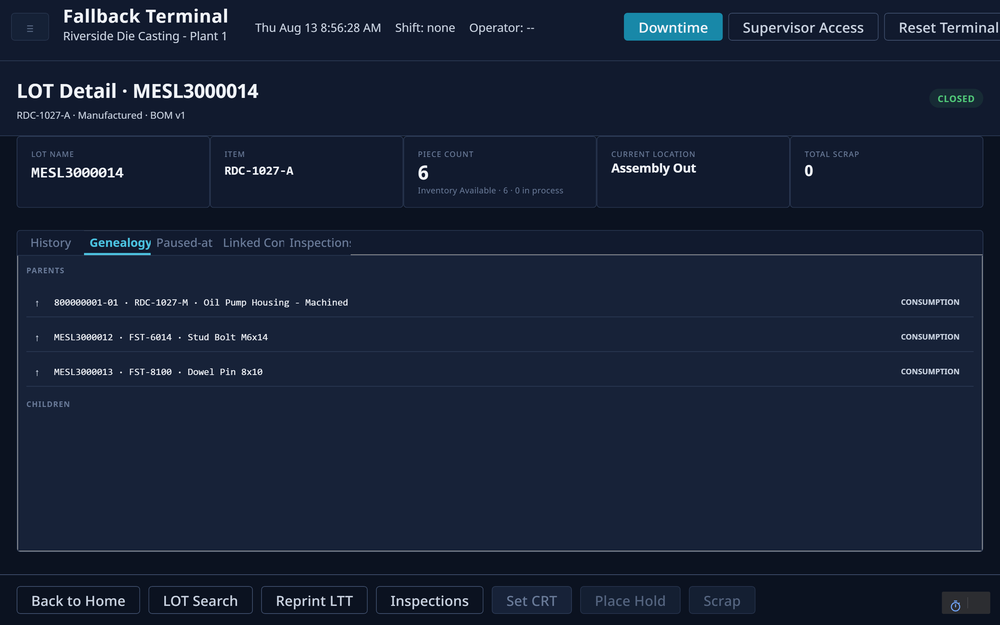 Fallback Terminal
Riverside Die Casting - Plant 1
Thu Aug 13 8:56:28 AM Shift: none Operator: --
Downtime
Supervisor Access
Reset Terminal
LOT Detail · MESL3000014
RDC-1027-A · Manufactured · BOM v1
CLOSED
LOT NAME
MESL3000014
ITEM
RDC-1027-A
PIECE COUNT
6
Inventory Available · 6 · 0 in process
CURRENT LOCATION
Assembly Out
TOTAL SCRAP
0
History Genealogy Paused-at Linked Con Inspections
PARENTS
↑ 800000001-01 · RDC-1027-M · Oil Pump Housing - Machined CONSUMPTION
↑ MESL3000012 · FST-6014 · Stud Bolt M6x14 CONSUMPTION
↑ MESL3000013 · FST-8100 · Dowel Pin 8x10 CONSUMPTION
CHILDREN
Back to Home
LOT Search
Reprint LTT
Inspections
Set CRT
Place Hold
Scrap